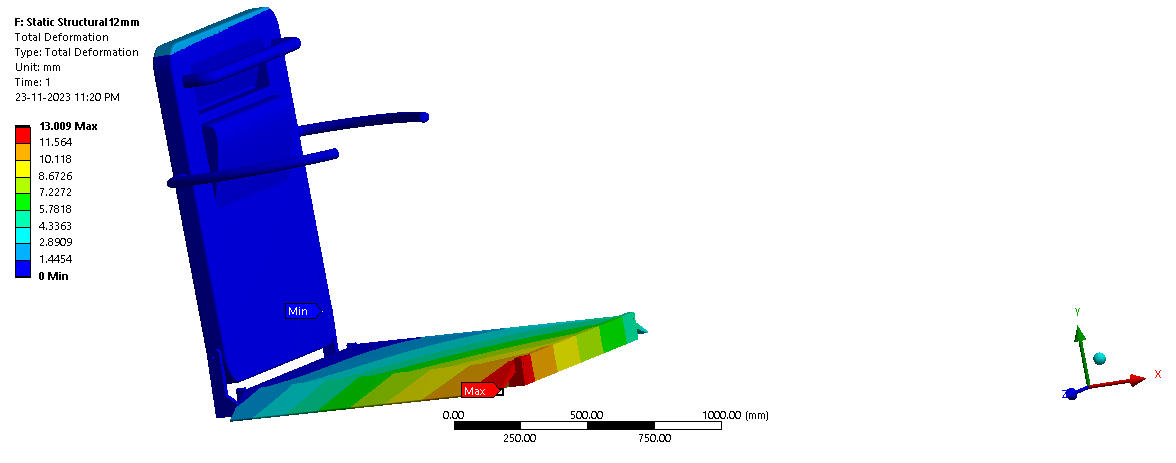 F: Static Structural12mm
Total Deformation
Type: Total Deformation
Unit: mm
Time: 1
23-11-2023 11:20 PM
13.009 Max
11.564
10.118
8.6726
7.2272
5.7818
4.3363
2.8909
1.4454
0 Min
Min
Max
0.00 500.00 1000.00 (mm)
250.00 750.00
Y
X
Z